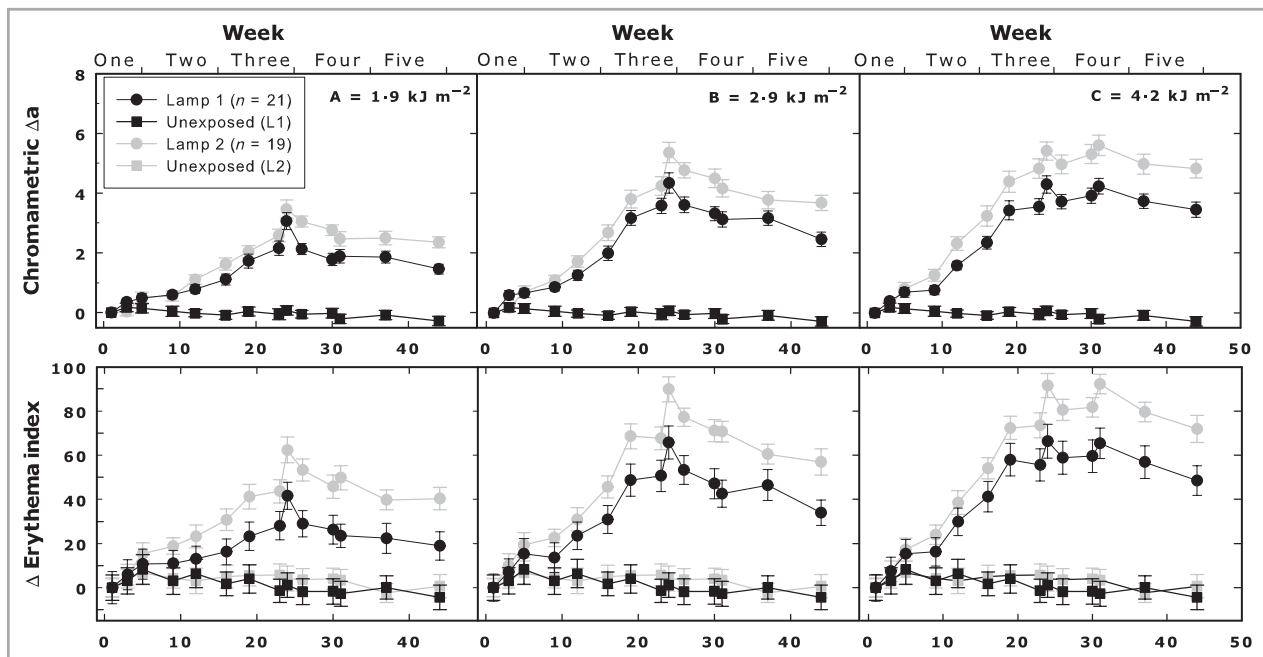 Week Week Week
One Two Three Four Five One Two Three Four Five One Two Three Four Five
Chromametric Δa
8
6
4
2
0
Lamp 1 (n = 21)
Unexposed (L1)
Lamp 2 (n = 19)
Unexposed (L2)
A = 1·9 kJ m⁻²
B = 2·9 kJ m⁻²
C = 4·2 kJ m⁻²
0 10 20 30 40 0 10 20 30 40 0 10 20 30 40 50
Δ Erythema index
100
80
60
40
20
0
0 10 20 30 40 0 10 20 30 40 0 10 20 30 40 50